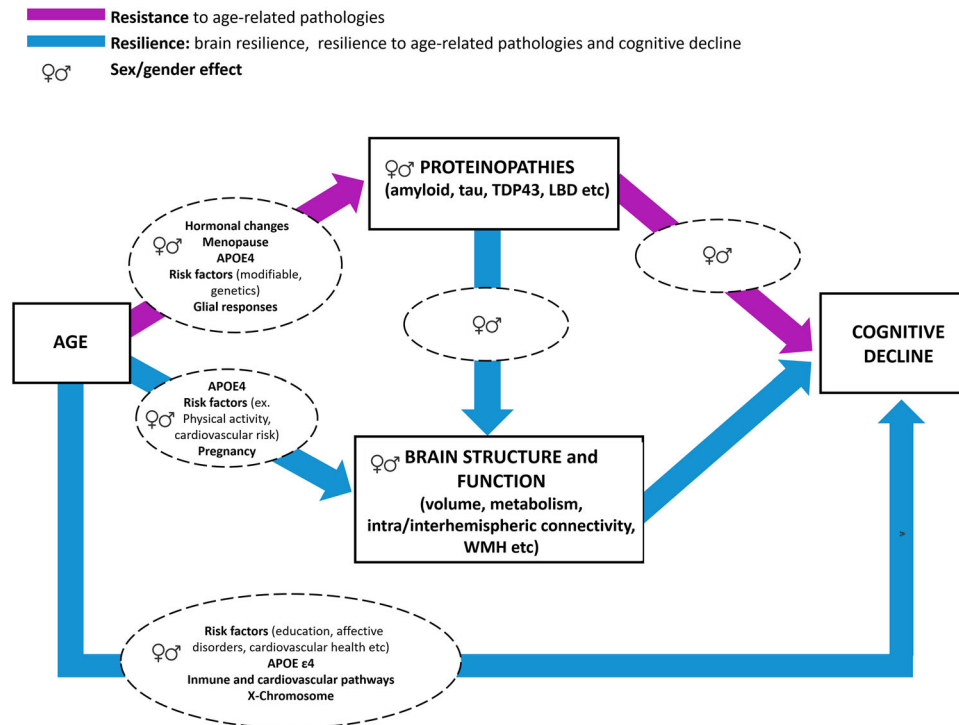 Resistance to age-related pathologies
Resilience: brain resilience, resilience to age-related pathologies and cognitive decline
♀♂ Sex/gender effect
♀♂ PROTEINOPATHIES
(amyloid, tau, TDP43, LBD etc)
Hormonal changes
♀♂ Menopause
APOE4
Risk factors (modifiable,
genetics)
Glial responses
♀♂
♀♂
AGE
COGNITIVE
DECLINE
APOE4
Risk factors (ex.
♀♂ Physical activity,
cardiovascular risk)
Pregnancy
♀♂ BRAIN STRUCTURE and
FUNCTION
(volume, metabolism,
intra/interhemispheric connectivity,
WMH etc)
Risk factors (education, affective
♀♂ disorders, cardiovascular health etc)
APOE ε4
Inmune and cardiovascular pathways
X-Chromosome